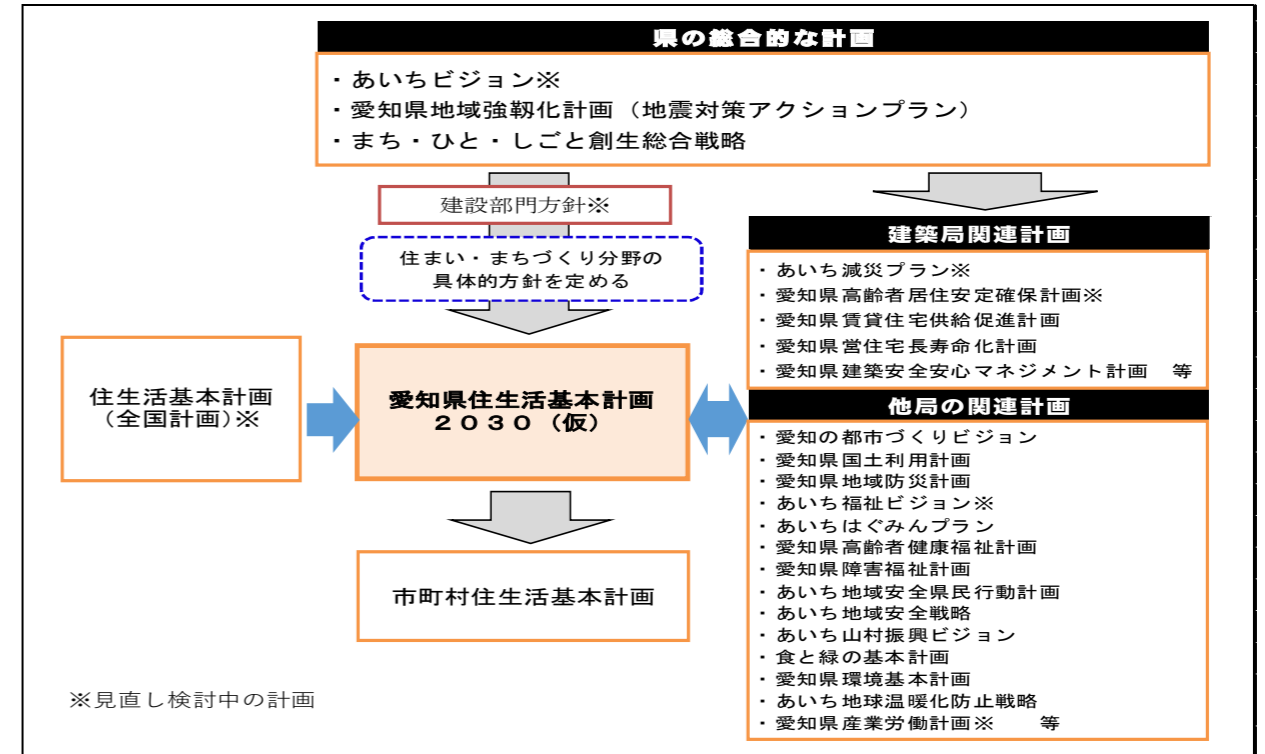 県の総合的な計画
・あいちビジョン※
・愛知県地域強靱化計画（地震対策アクションプラン）
・まち・ひと・しごと創生総合戦略
建設部門方針※
住まい・まちづくり分野の
具体的方針を定める
住生活基本計画
(全国計画)※
愛知県住生活基本計画
２０３０（仮）
市町村住生活基本計画
建築局関連計画
・あいち減災プラン※
・愛知県高齢者居住安定確保計画※
・愛知県賃貸住宅供給促進計画
・愛知県営住宅長寿命化計画
・愛知県建築安全安心マネジメント計画　等
他局の関連計画
・愛知の都市づくりビジョン
・愛知県国土利用計画
・愛知県地域防災計画
・あいち福祉ビジョン※
・あいちはぐみんプラン
・愛知県高齢者健康福祉計画
・愛知県障害福祉計画
・あいち地域安全県民行動計画
・あいち地域安全戦略
・あいち山村振興ビジョン
・食と緑の基本計画
・愛知県環境基本計画
・あいち地球温暖化防止戦略
・愛知県産業労働計画※　　等
※見直し検討中の計画